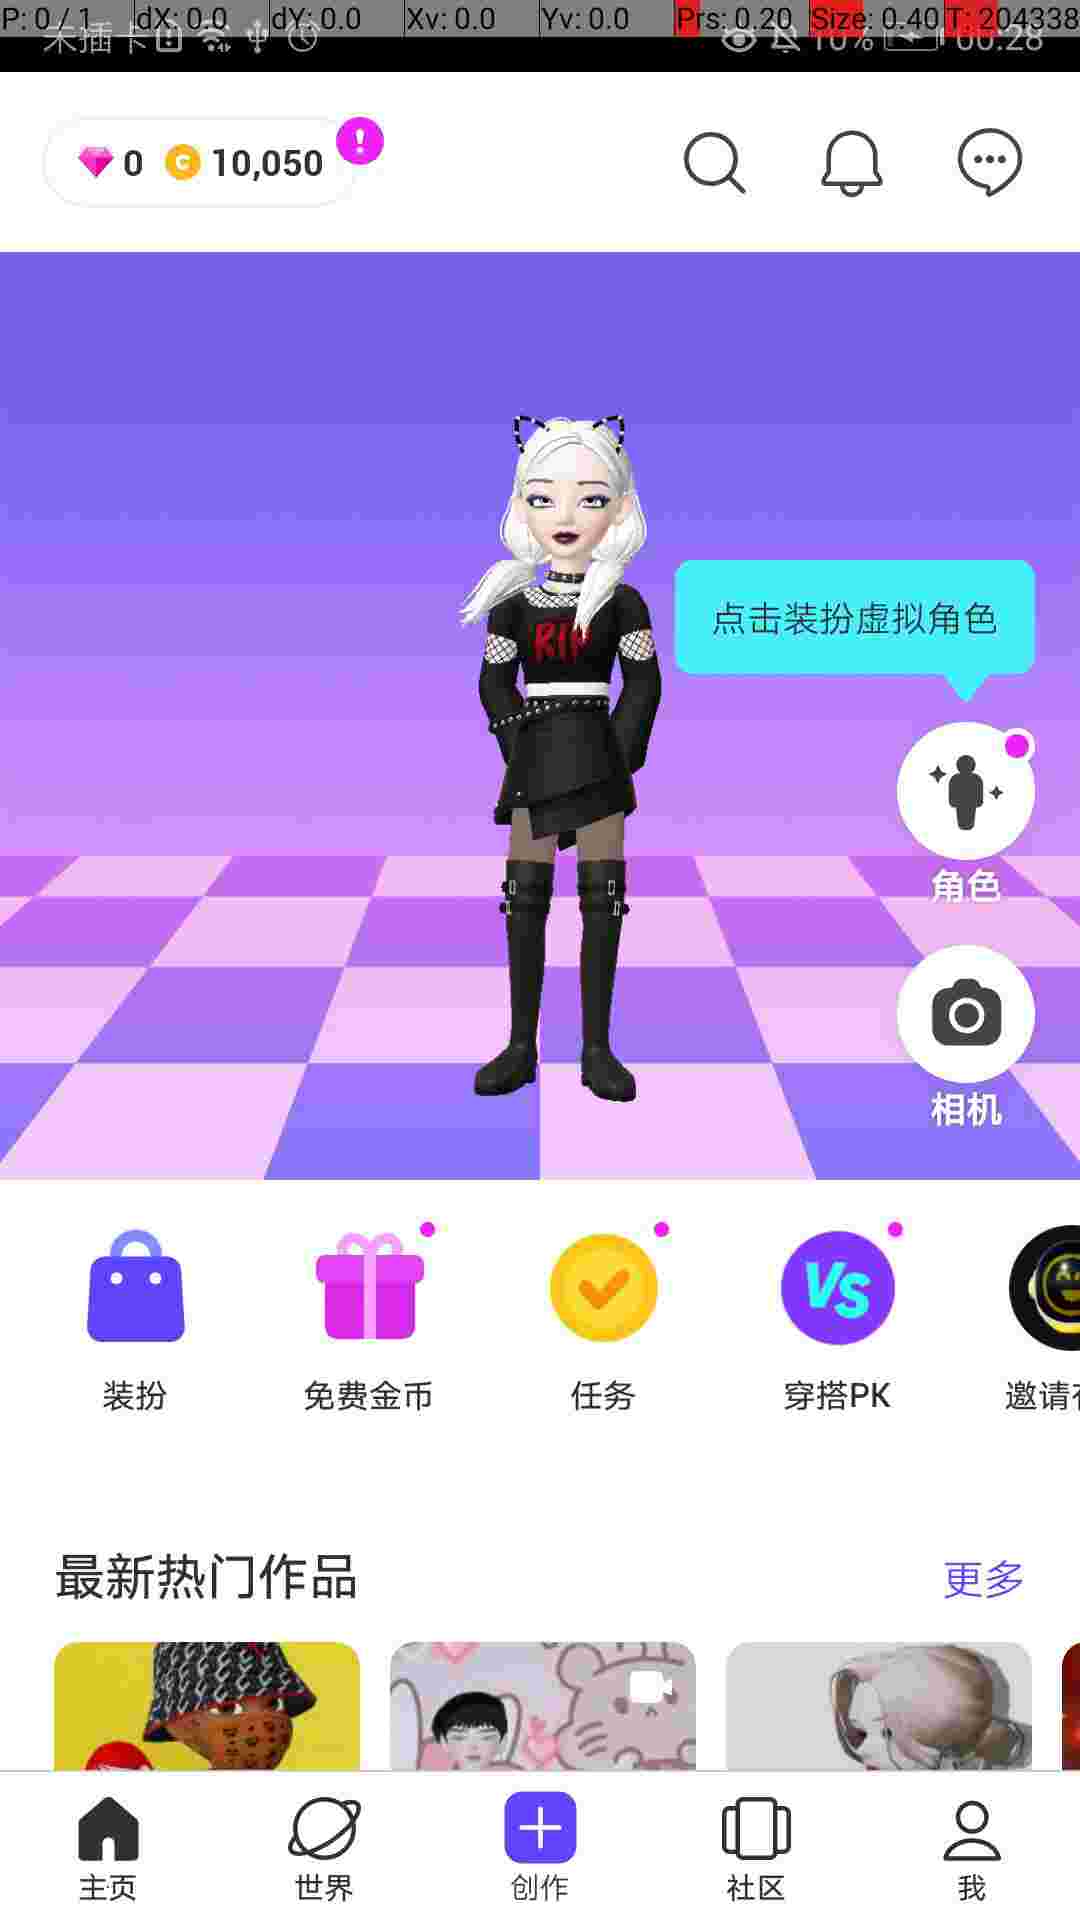 P: 0 / 1 dX: 0.0 dY: 0.0 Xv: 0.0 Yv: 0.0 Prs: 0.20 Size: 0.40 T: 204338
未插卡 10% 00:28
0 C 10,050
点击装扮虚拟角色
角色
相机
VS
装扮 免费金币 任务 穿搭PK 邀请
最新热门作品 更多
RIP
主页 世界 创作 社区 我